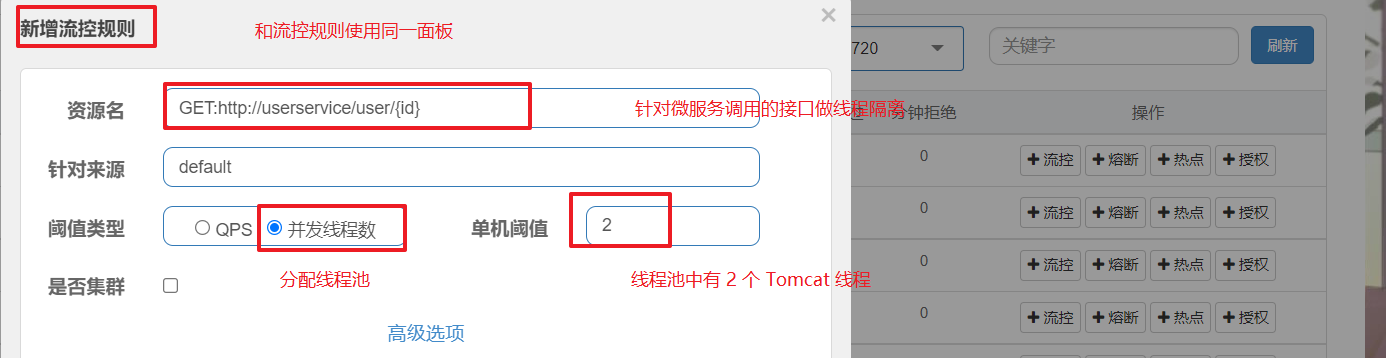 新增流控规则
和流控规则使用同一面板
×
720
关键字
刷新
资源名
GET:http://userservice/user/{id}
针对微服务调用的接口做线程隔离
分钟拒绝
操作
针对来源
default
0
+流控
+熔断
+热点
+授权
阈值类型
QPS
并发线程数
单机阈值
2
0
+流控
+熔断
+热点
+授权
是否集群
分配线程池
线程池中有 2 个 Tomcat 线程
0
+流控
+熔断
+热点
+授权
高级选项
0
+流控
+熔断
+热点
+授权